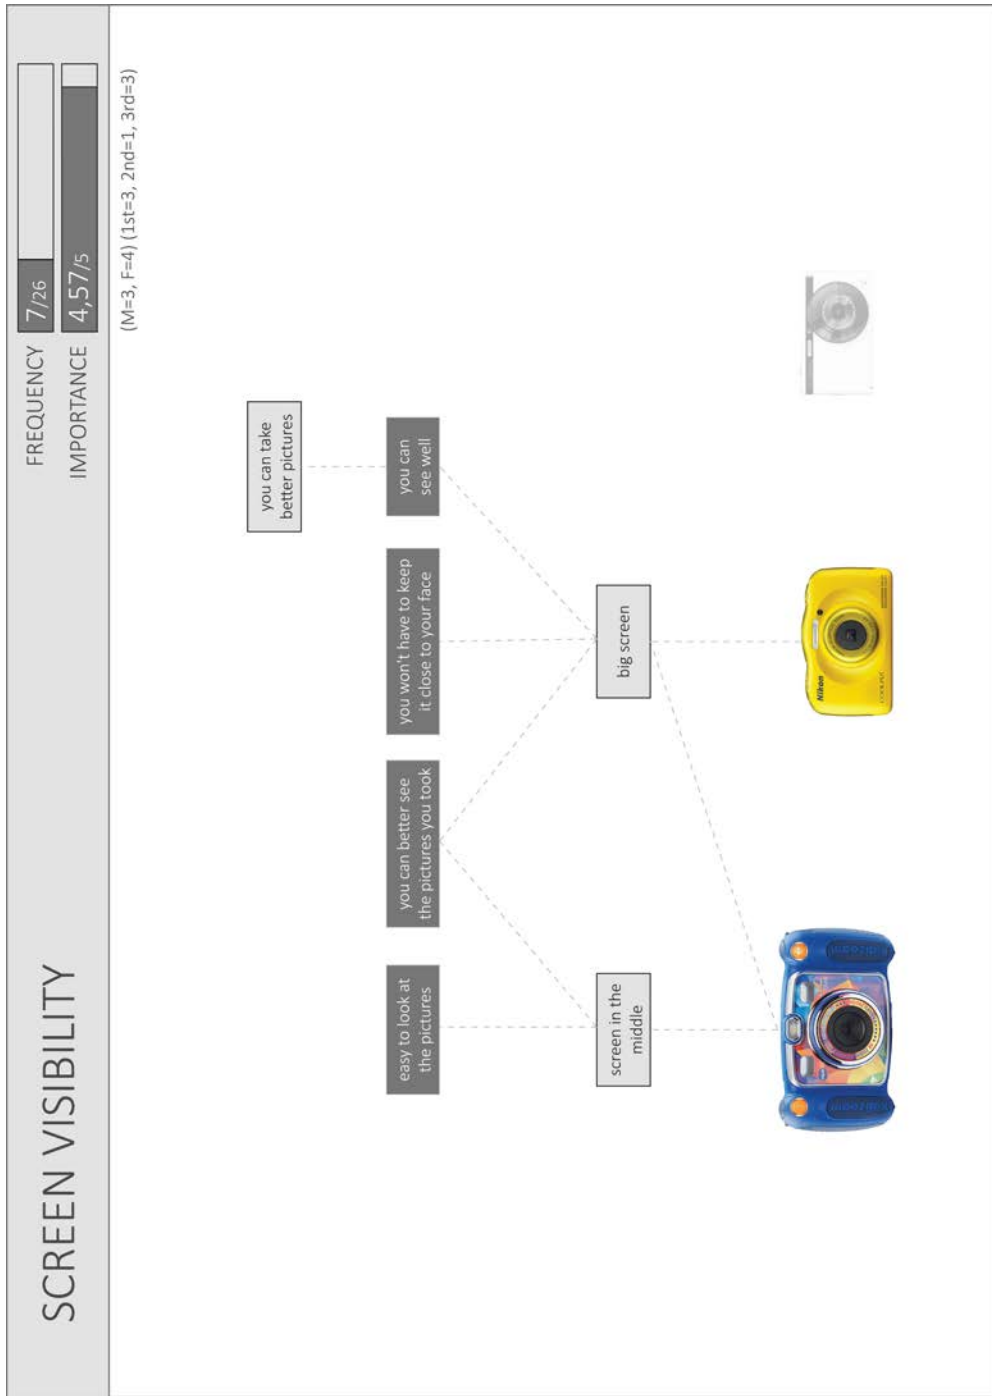 SCREEN VISIBILITY
FREQUENCY
7/26
IMPORTANCE
4,57/5
(M=3, F=4) (1st=3, 2nd=1, 3rd=3)
you can take
better pictures
easy to look at
the pictures
you can better see
the pictures you took
you won't have to keep
it close to your face
you can
see well
screen in the
middle
big screen
Nikon
COOLPIX